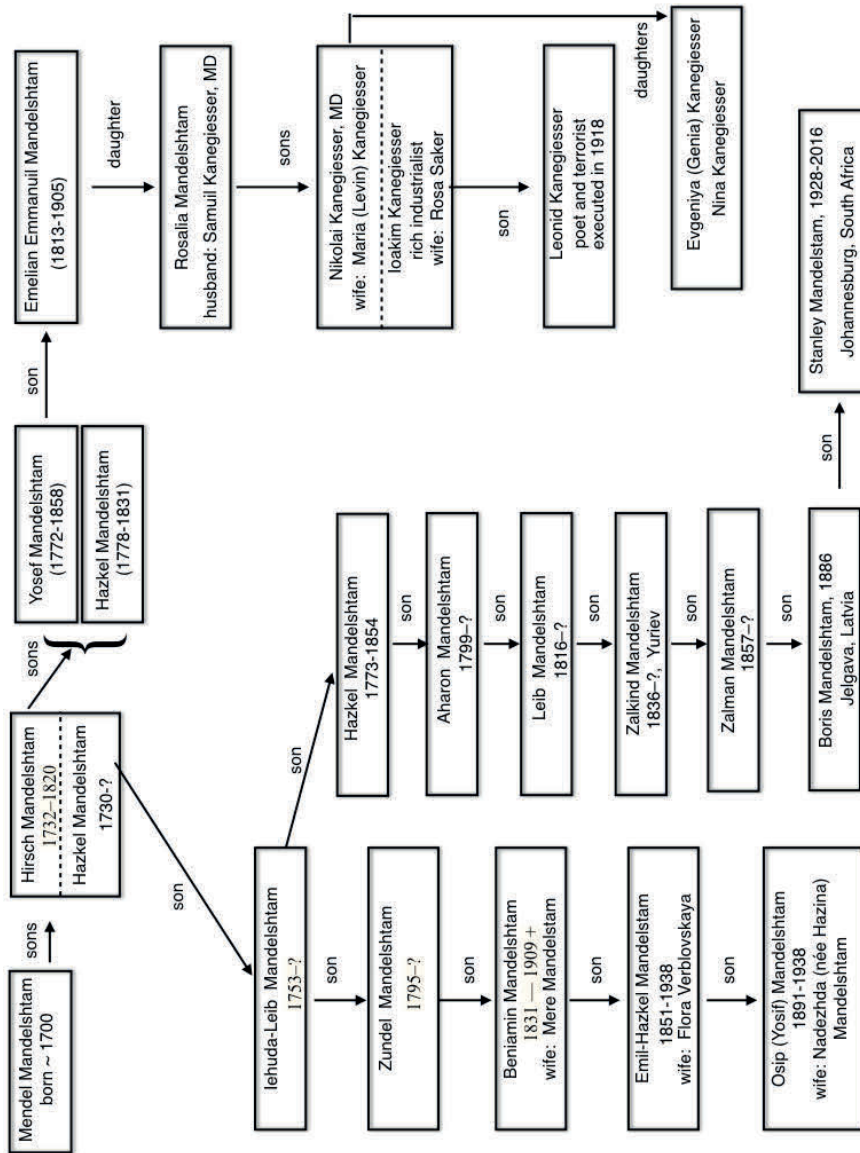 Mendel Mandelshtam
born ~ 1700
sons
Hirsch Mandelshtam
1732–1820
Hazkel Mandelshtam
1730-?
sons
Yosef Mandelshtam
(1772-1858)
Hazkel Mandelshtam
(1778-1831)
son
Emelian Emmanuil Mandelshtam
(1813-1905)
daughter
Rosalia Mandelshtam
husband: Samuil Kanegiesser, MD
sons
Nikolai Kanegiesser, MD
wife: Maria (Levin) Kanegiesser
Ioakim Kanegiesser
rich industrialist
wife: Rosa Saker
son
Leonid Kanegiesser
poet and terrorist
executed in 1918
daughters
Evgeniya (Genia) Kanegiesser
Nina Kanegiesser
son
Iehuda-Leib Mandelshtam
1753–?
son
Zundel Mandelshtam
1795–?
son
Beniamin Mandelshtam
1831 — 1909 +
wife: Mere Mandelstam
son
Emil-Hazkel Mandelstam
1851-1938
wife: Flora Verblovskaya
son
Osip (Yosif) Mandelshtam
1891-1938
wife: Nadezhda (née Hazina)
Mandelshtam
son
Hazkel Mandelshtam
1773-1854
son
Aharon Mandelshtam
1799–?
son
Leib Mandelshtam
1816–?
son
Zalkind Mandelshtam
1836–?, Yuriev
son
Zalman Mandelshtam
1857–?
son
Boris Mandelshtam, 1886
Jelgava, Latvia
son
Stanley Mandelstam, 1928-2016
Johannesburg, South Africa